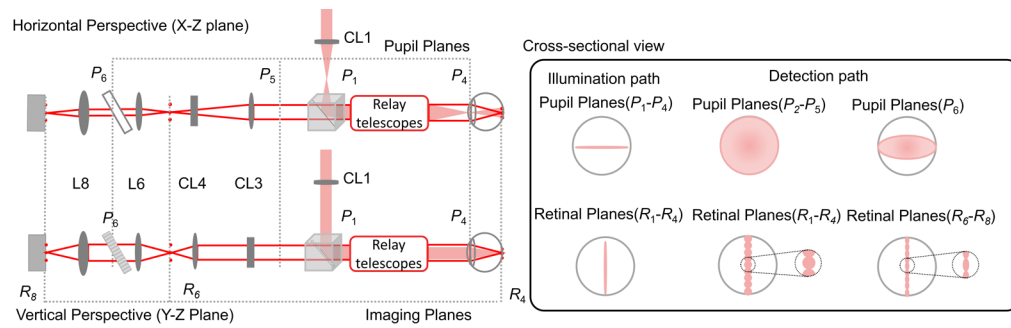 Horizontal Perspective (X-Z plane)
CL1
Pupil Planes
P6
P5
P1
P4
Relay
telescopes
L8
L6
CL4
CL3
CL1
P6
P1
P4
Relay
telescopes
R8
R6
R4
Vertical Perspective (Y-Z Plane)
Imaging Planes
Cross-sectional view
Illumination path
Detection path
Pupil Planes(P1-P4)
Pupil Planes(P2-P5)
Pupil Planes(P6)
Retinal Planes(R1-R4)
Retinal Planes(R1-R4)
Retinal Planes(R6-R8)